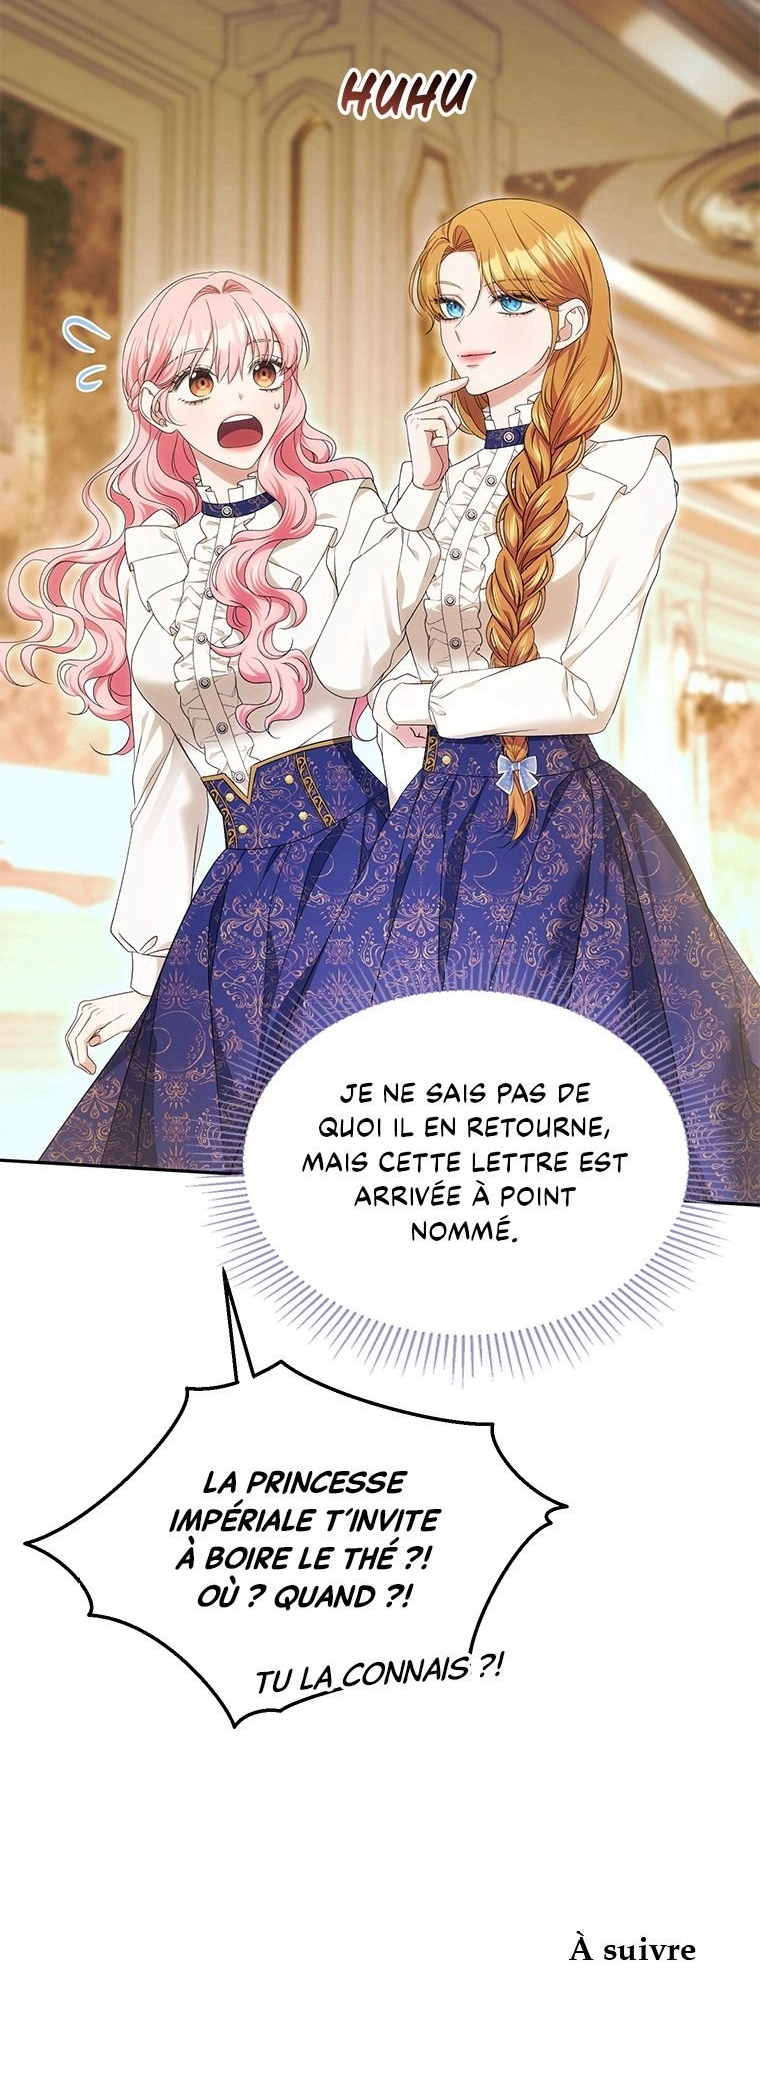 HUHU
JE NE SAIS PAS DE
QUOI IL EN RETOURNE,
MAIS CETTE LETTRE EST
ARRIVÉE À POINT
NOMMÉ.
LA PRINCESSE
IMPÉRIALE T'INVITE
À BOIRE LE THÉ ?!
OÙ ? QUAND ?!
TU LA CONNAIS ?!
À suivre